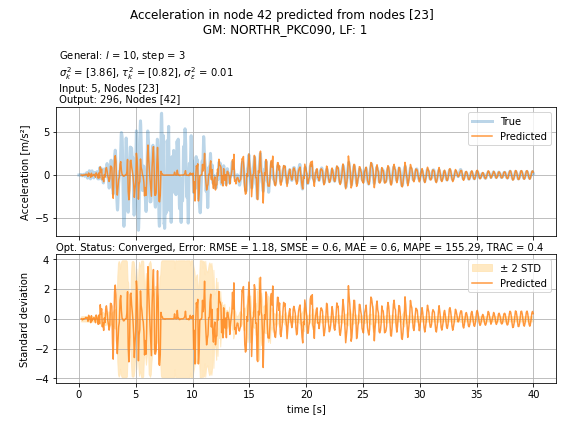 Acceleration in node 42 predicted from nodes [23]
GM: NORTHR_PKC090, LF: 1
General: l = 10, step = 3
σ²ₖ = [3.86], τ²ₖ = [0.82], σ²ε = 0.01
Input: 5, Nodes [23]
Output: 296, Nodes [42]
Acceleration [m/s²]
5
0
−5
True
Predicted
Opt. Status: Converged, Error: RMSE = 1.18, SMSE = 0.6, MAE = 0.6, MAPE = 155.29, TRAC = 0.4
Standard deviation
4
2
0
−2
−4
± 2 STD
Predicted
0 5 10 15 20 25 30 35 40
time [s]